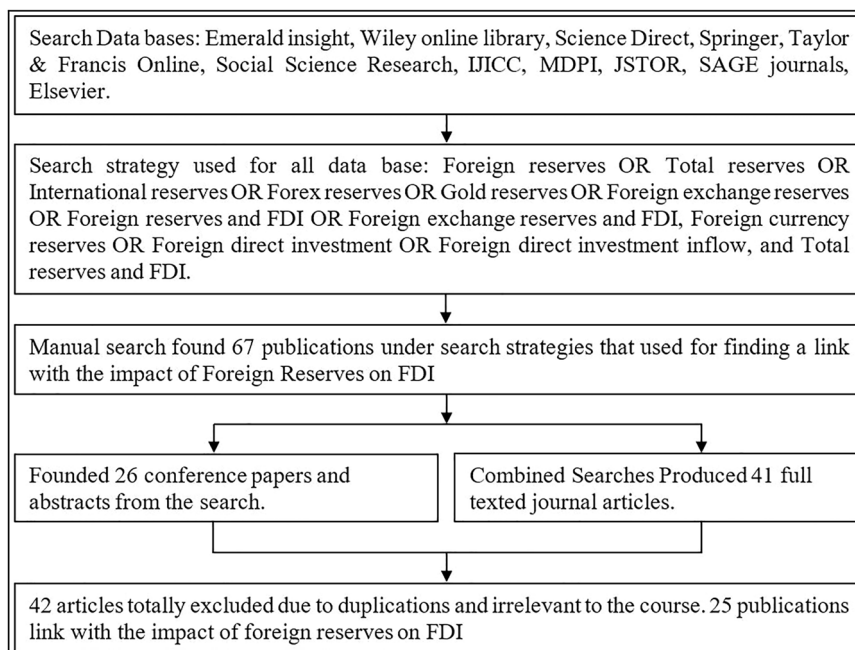 Search Data bases: Emerald insight, Wiley online library, Science Direct, Springer, Taylor
& Francis Online, Social Science Research, IJICC, MDPI, JSTOR, SAGE journals,
Elsevier.
Search strategy used for all data base: Foreign reserves OR Total reserves OR
International reserves OR Forex reserves OR Gold reserves OR Foreign exchange reserves
OR Foreign reserves and FDI OR Foreign exchange reserves and FDI, Foreign currency
reserves OR Foreign direct investment OR Foreign direct investment inflow, and Total
reserves and FDI.
Manual search found 67 publications under search strategies that used for finding a link
with the impact of Foreign Reserves on FDI
Founded 26 conference papers and
abstracts from the search.
Combined Searches Produced 41 full
texted journal articles.
42 articles totally excluded due to duplications and irrelevant to the course. 25 publications
link with the impact of foreign reserves on FDI